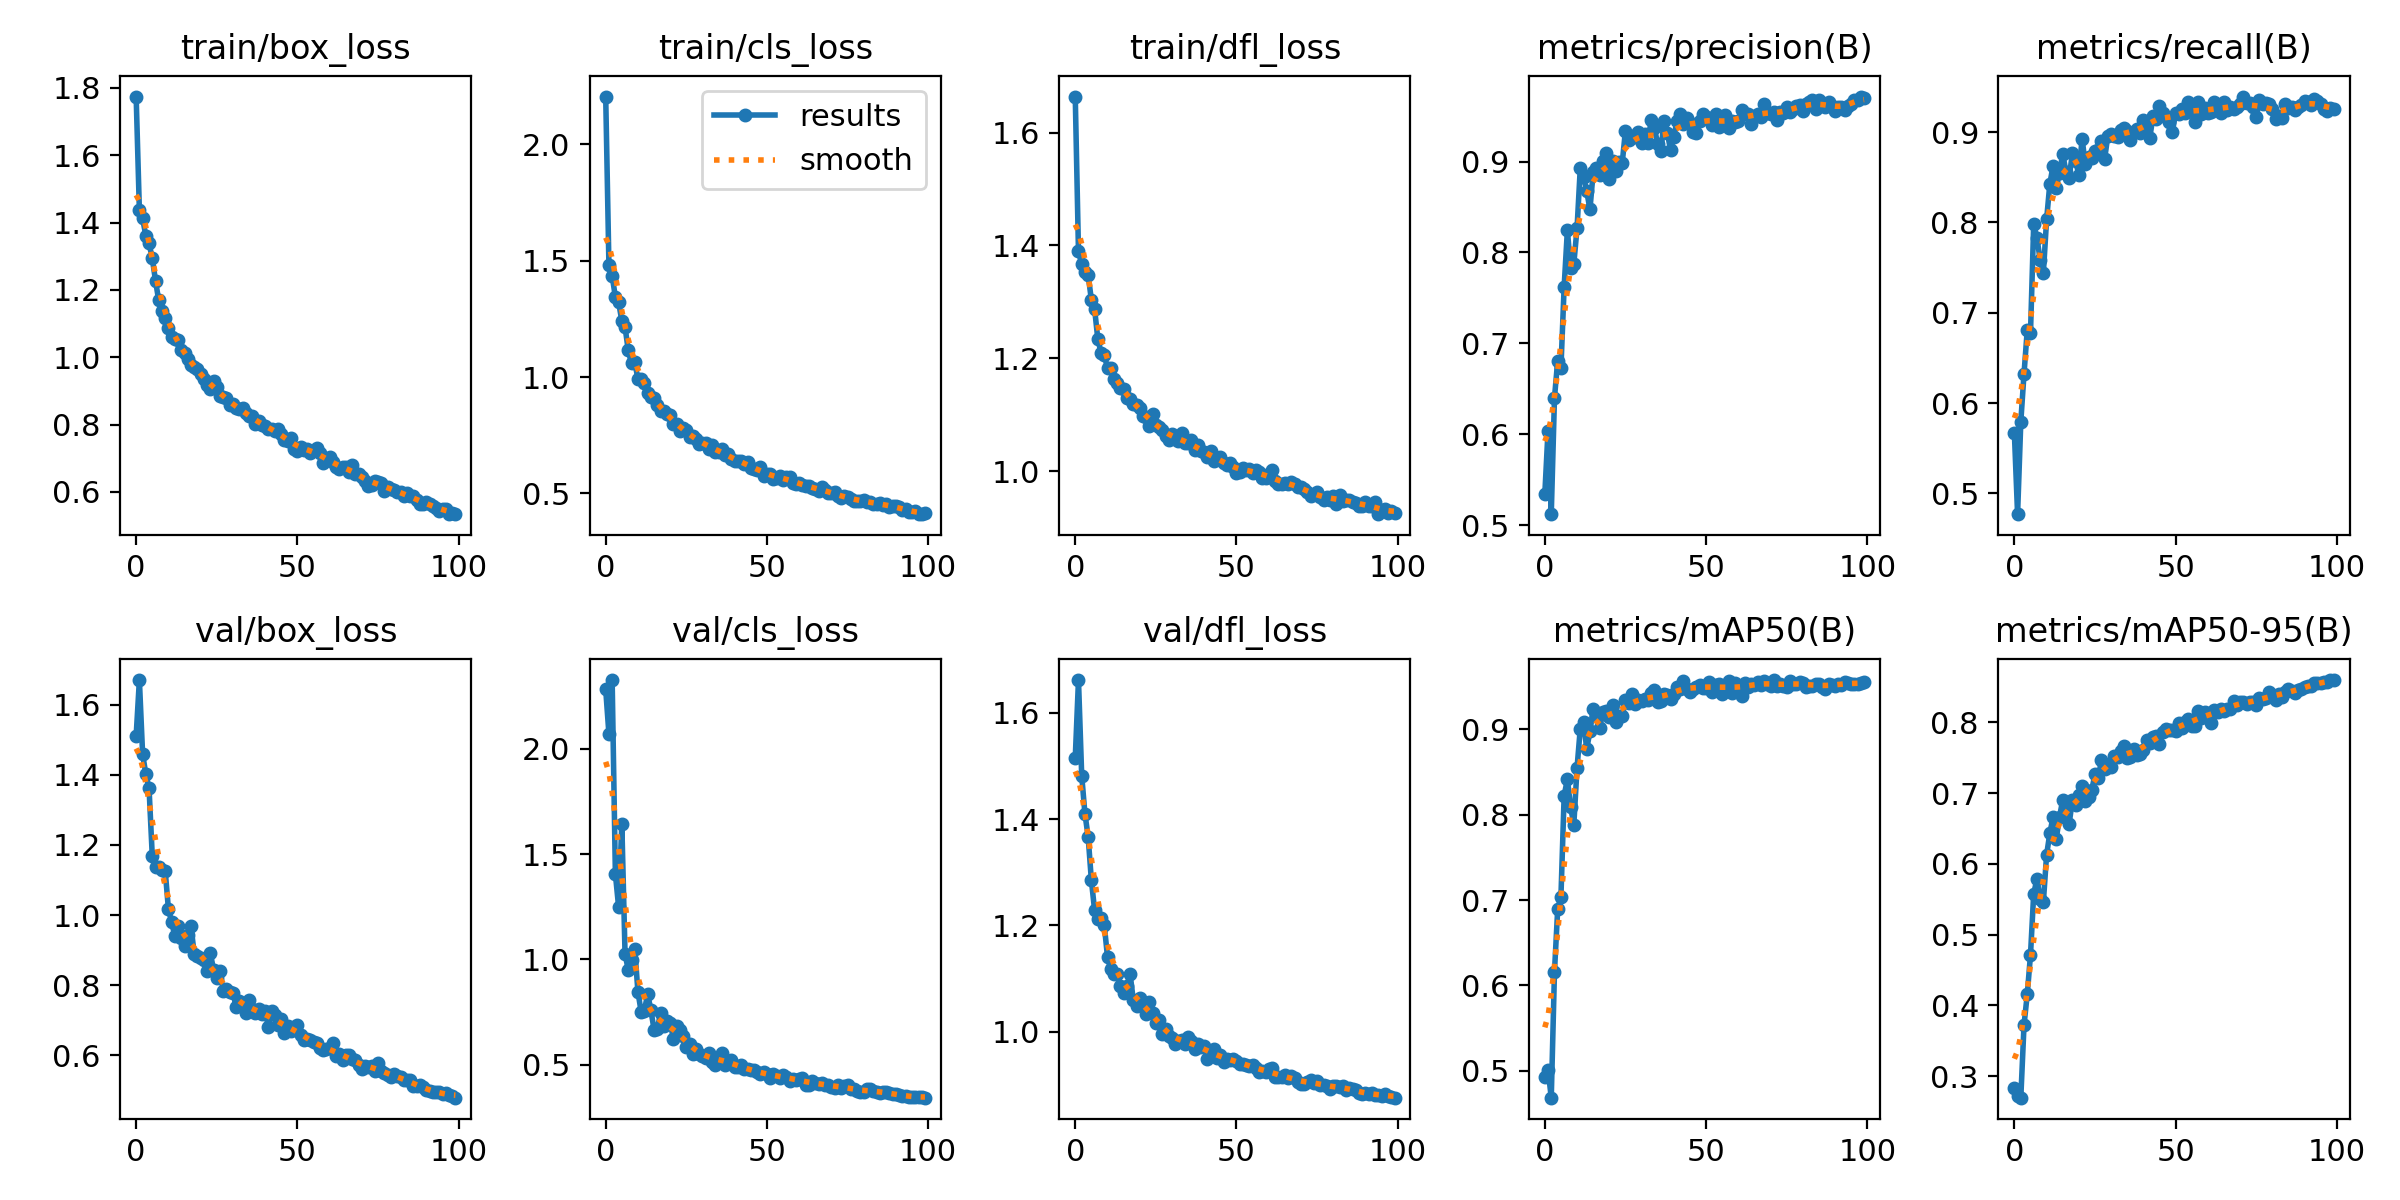 train/box_loss
1.8
1.6
1.4
1.2
1.0
0.8
0.6
0 50 100
train/cls_loss
results
smooth
2.0
1.5
1.0
0.5
0 50 100
train/dfl_loss
1.6
1.4
1.2
1.0
0 50 100
metrics/precision(B)
0.9
0.8
0.7
0.6
0.5
0 50 100
metrics/recall(B)
0.9
0.8
0.7
0.6
0.5
0 50 100
val/box_loss
1.6
1.4
1.2
1.0
0.8
0.6
0 50 100
val/cls_loss
2.0
1.5
1.0
0.5
0 50 100
val/dfl_loss
1.6
1.4
1.2
1.0
0 50 100
metrics/mAP50(B)
0.9
0.8
0.7
0.6
0.5
0 50 100
metrics/mAP50-95(B)
0.8
0.7
0.6
0.5
0.4
0.3
0 50 100